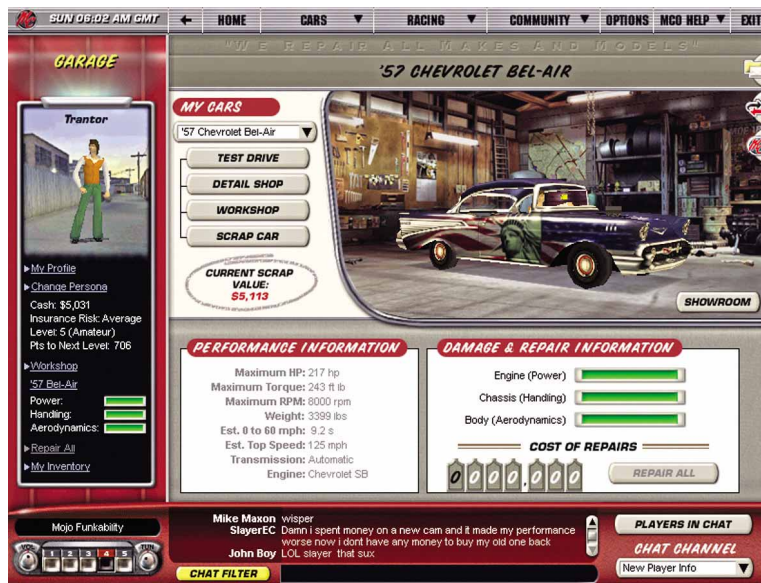 SUN 06:02 AM GMT
HOME
CARS
RACING
COMMUNITY
OPTIONS
MCO HELP
EXIT
"WE REPAIR ALL MAKES AND MODELS"
GARAGE
'57 CHEVROLET BEL-AIR
Trantor
My Profile
Change Persona
Cash: $5,031
Insurance Risk: Average
Level: 5 (Amateur)
Pts to Next Level: 706
Workshop
'57 Bel-Air
Power:
Handling:
Aerodynamics:
Repair All
My Inventory
MY CARS
'57 Chevrolet Bel-Air
TEST DRIVE
DETAIL SHOP
WORKSHOP
SCRAP CAR
CURRENT SCRAP
VALUE:
$5,113
SHOWROOM
PERFORMANCE INFORMATION
Maximum HP: 217 hp
Maximum Torque: 243 ft lb
Maximum RPM: 8000 rpm
Weight: 3399 lbs
Est. 0 to 60 mph: 9.2 s
Est. Top Speed: 125 mph
Transmission: Automatic
Engine: Chevrolet SB
DAMAGE & REPAIR INFORMATION
Engine (Power)
Chassis (Handling)
Body (Aerodynamics)
COST OF REPAIRS
0000,000
REPAIR ALL
Mojo Funkability
VOL
1 2 3 4 5
TUN
Mike Maxon wisper
SlayerEC Damn i spent money on a new cam and it made my performance
worse now i dont have any money to buy my old one back
John Boy LOL slayer that sux
CHAT FILTER
PLAYERS IN CHAT
CHAT CHANNEL
New Player Info